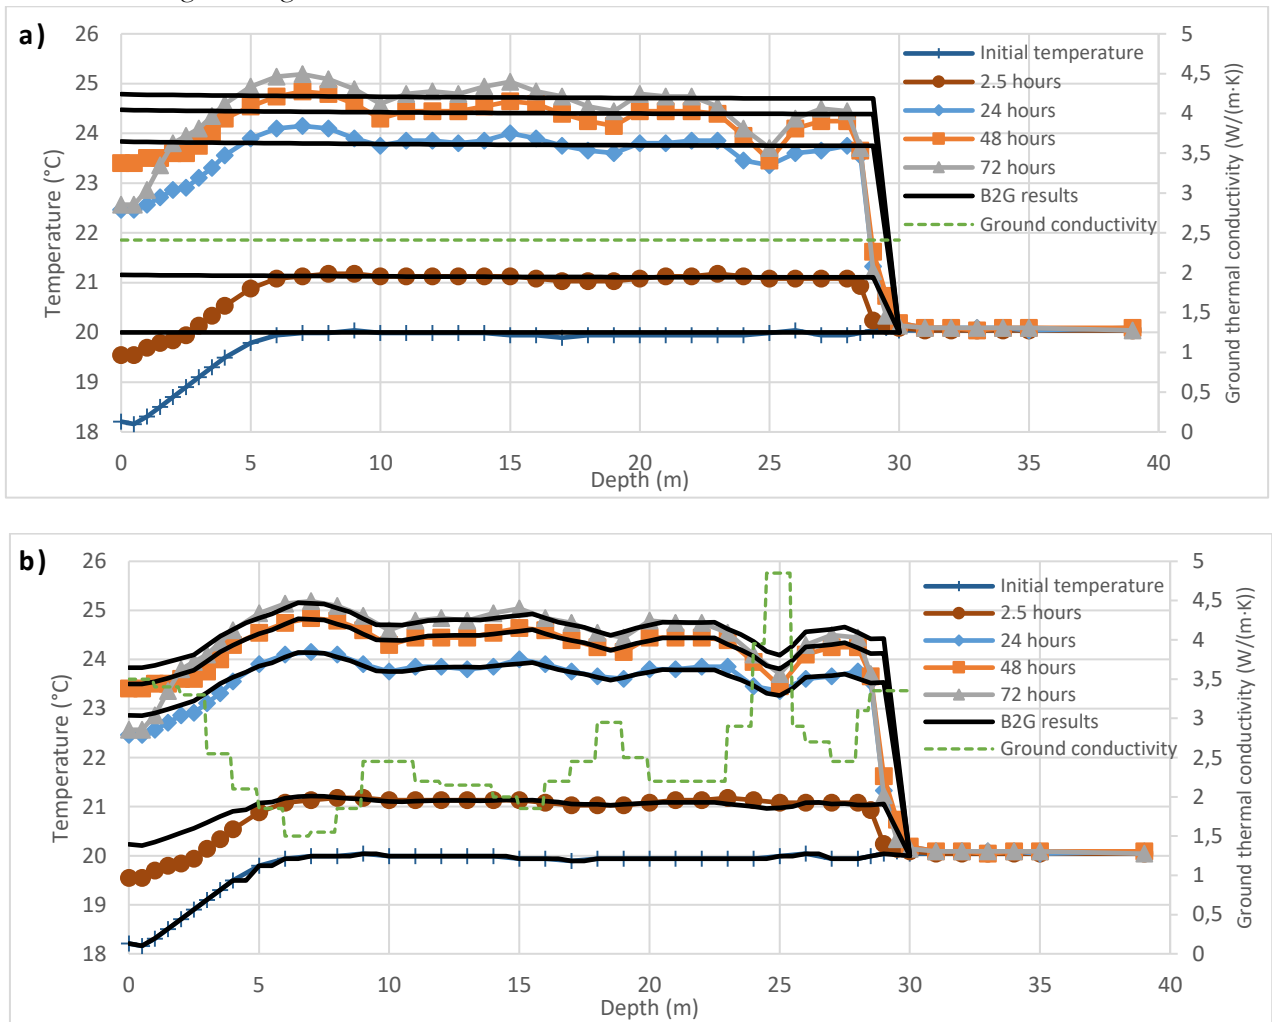 a)
26
25
24
23
22
21
20
19
18
Temperature (°C)
0 5 10 15 20 25 30 35 40
Depth (m)
5
4,5
4
3,5
3
2,5
2
1,5
1
0,5
0
Ground thermal conductivity (W/(m·K))
Initial temperature
2.5 hours
24 hours
48 hours
72 hours
B2G results
Ground conductivity
b)
26
25
24
23
22
21
20
19
18
Temperature (°C)
0 5 10 15 20 25 30 35 40
Depth (m)
5
4,5
4
3,5
3
2,5
2
1,5
1
0,5
0
Ground thermal conductivity (W/(m·K))
Initial temperature
2.5 hours
24 hours
48 hours
72 hours
B2G results
Ground conductivity